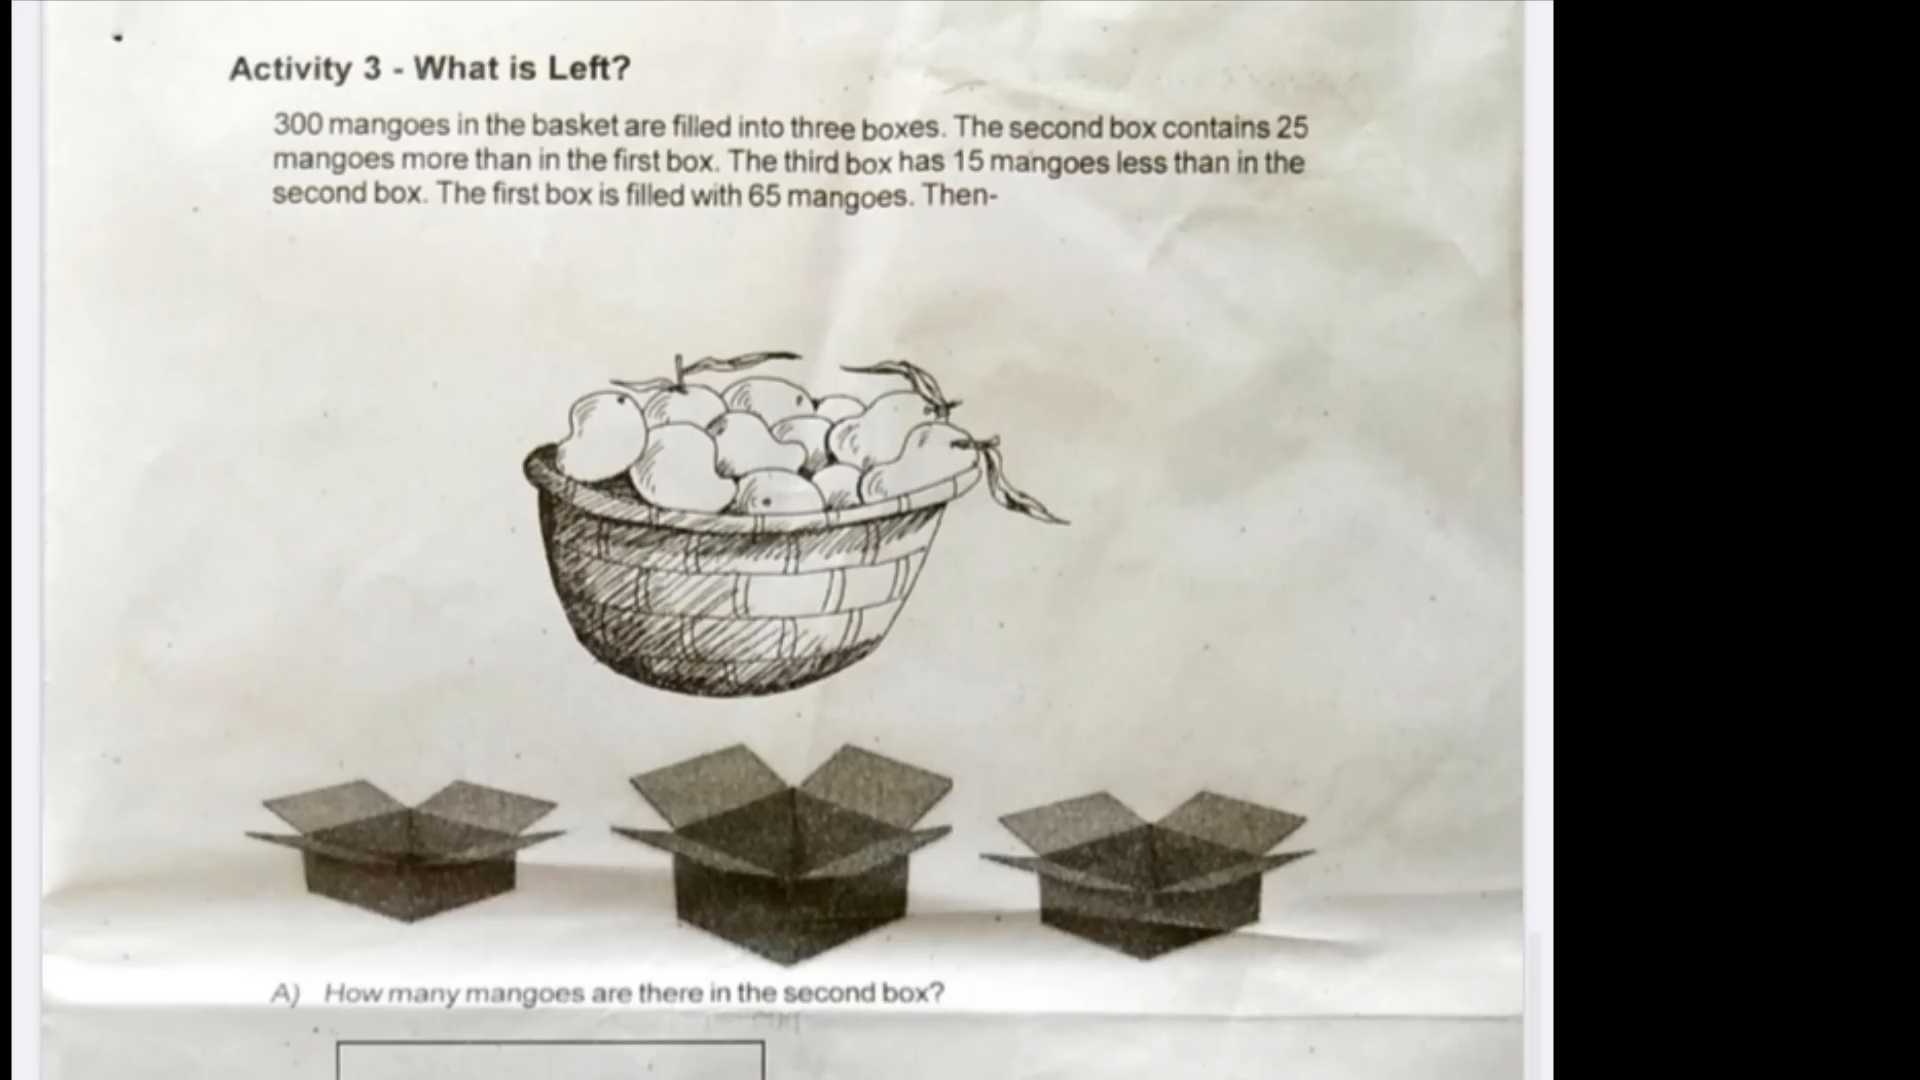 Activity 3 - What is Left?
300 mangoes in the basket are filled into three boxes. The second box contains 25
mangoes more than in the first box. The third box has 15 mangoes less than in the
second box. The first box is filled with 65 mangoes. Then-
A) How many mangoes are there in the second box?